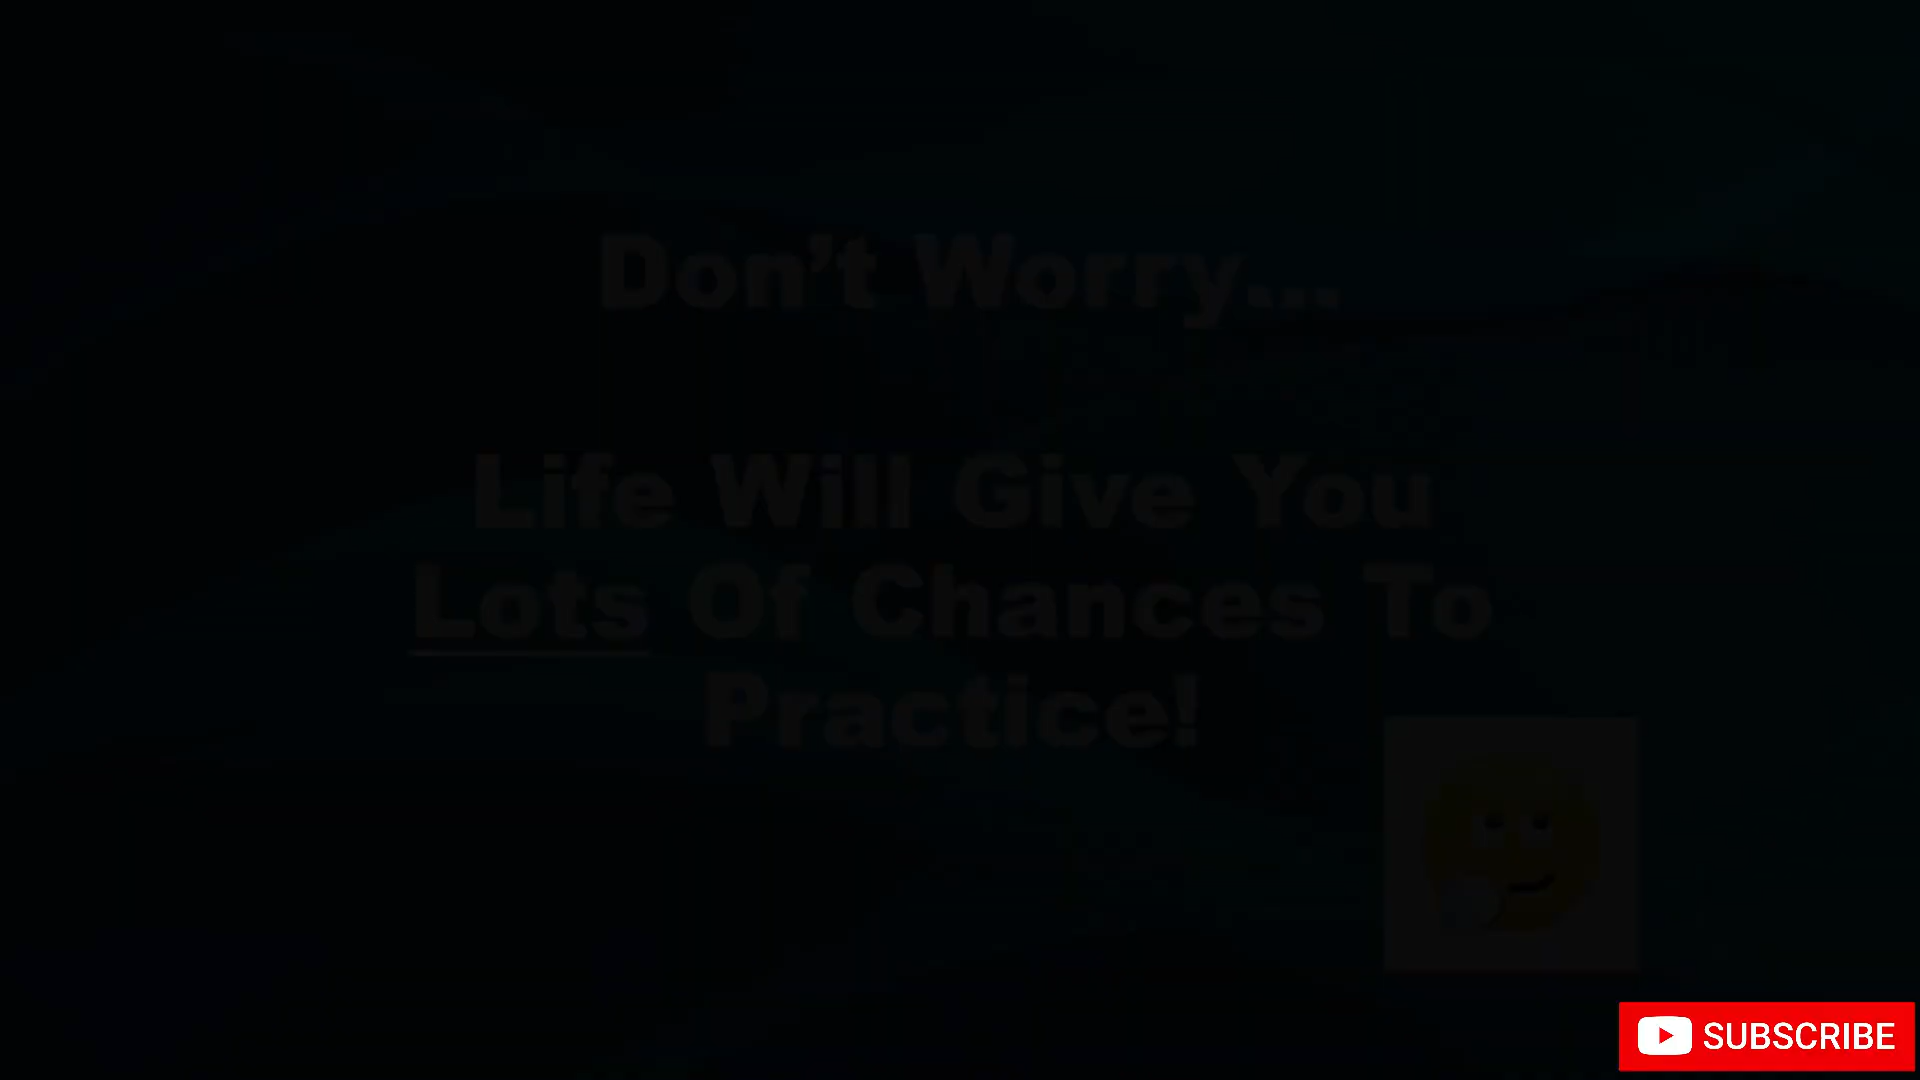 Don’t Worry...
Life Will Give You
Lots Of Chances To
Practice!
SUBSCRIBE